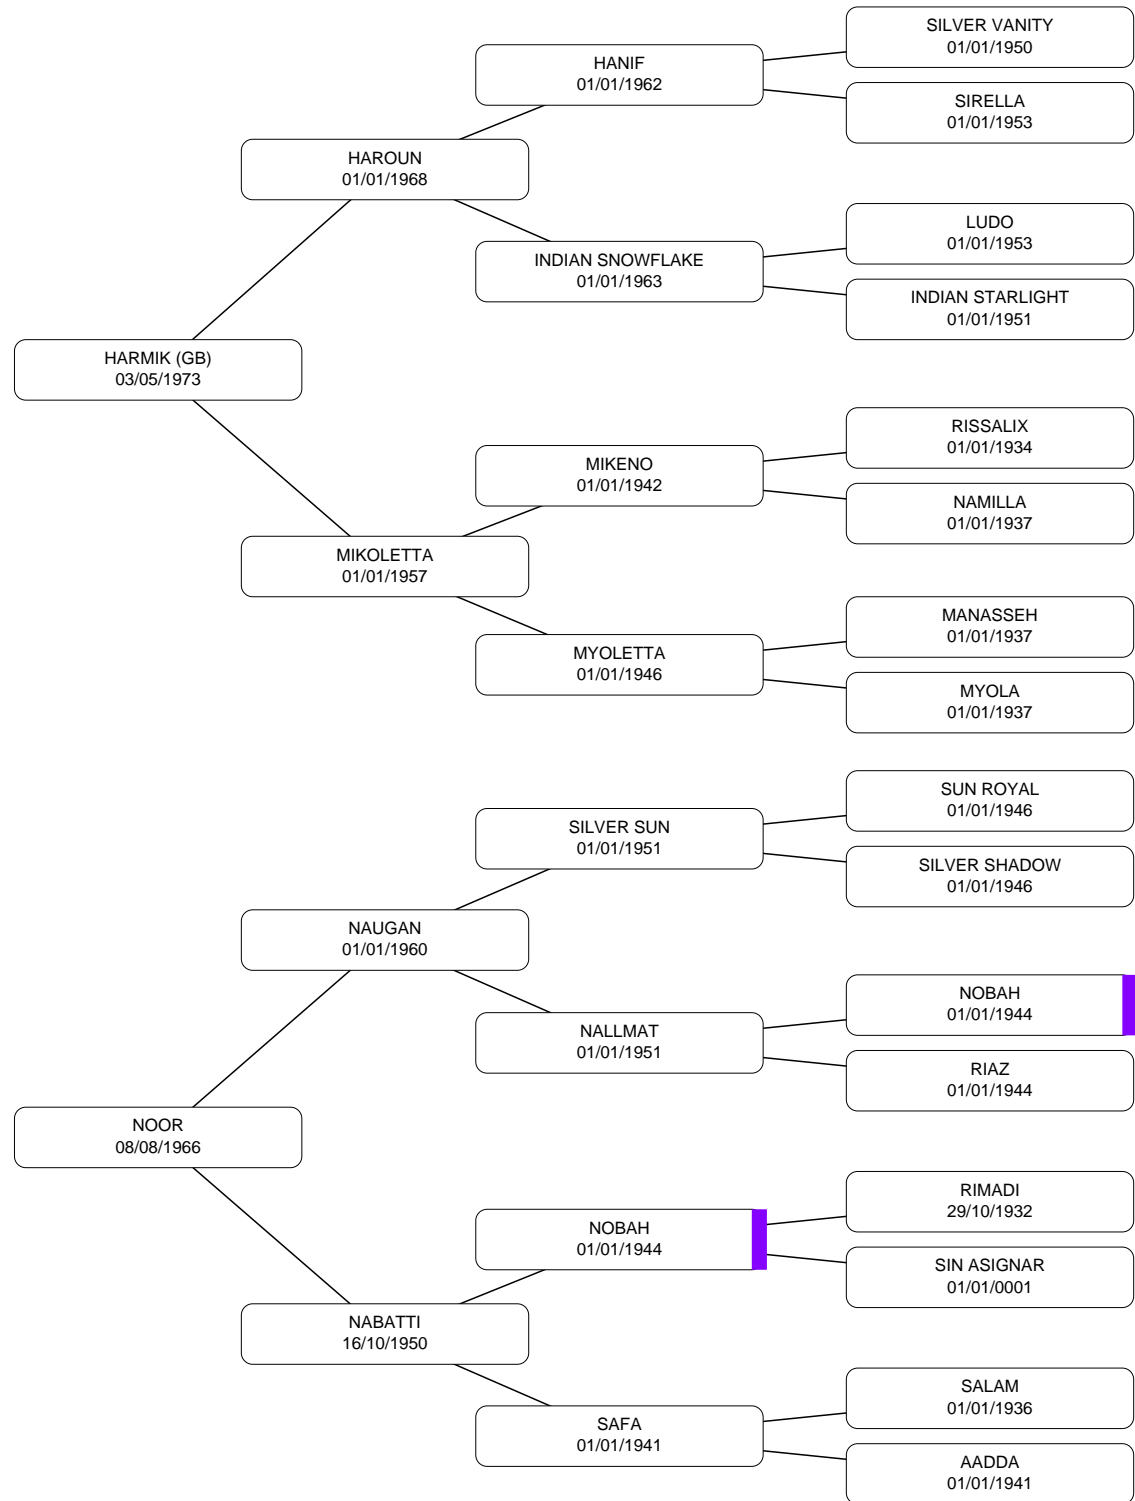 SILVER VANITY
01/01/1950
HANIF
01/01/1962
SIRELLA
01/01/1953
HAROUN
01/01/1968
LUDO
01/01/1953
INDIAN SNOWFLAKE
01/01/1963
INDIAN STARLIGHT
01/01/1951
HARMIK (GB)
03/05/1973
RISSALIX
01/01/1934
MIKENO
01/01/1942
NAMILLA
01/01/1937
MIKOLETTA
01/01/1957
MANASSEH
01/01/1937
MYOLETTA
01/01/1946
MYOLA
01/01/1937
SUN ROYAL
01/01/1946
SILVER SUN
01/01/1951
SILVER SHADOW
01/01/1946
NAUGAN
01/01/1960
NOBAH
01/01/1944
NALLMAT
01/01/1951
RIAZ
01/01/1944
NOOR
08/08/1966
RIMADI
29/10/1932
NOBAH
01/01/1944
SIN ASIGNAR
01/01/0001
NABATTI
16/10/1950
SALAM
01/01/1936
SAFA
01/01/1941
AADDA
01/01/1941